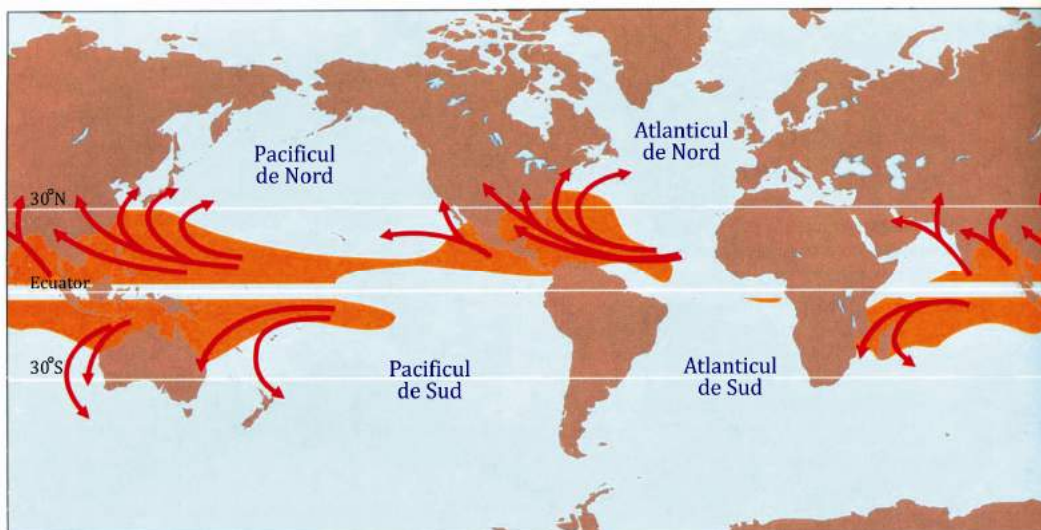 Atlanticul
de Nord
Pacificul
de Nord
30°N
Ecuator
30°S
Pacificul
de Sud
Atlanticul
de Sud